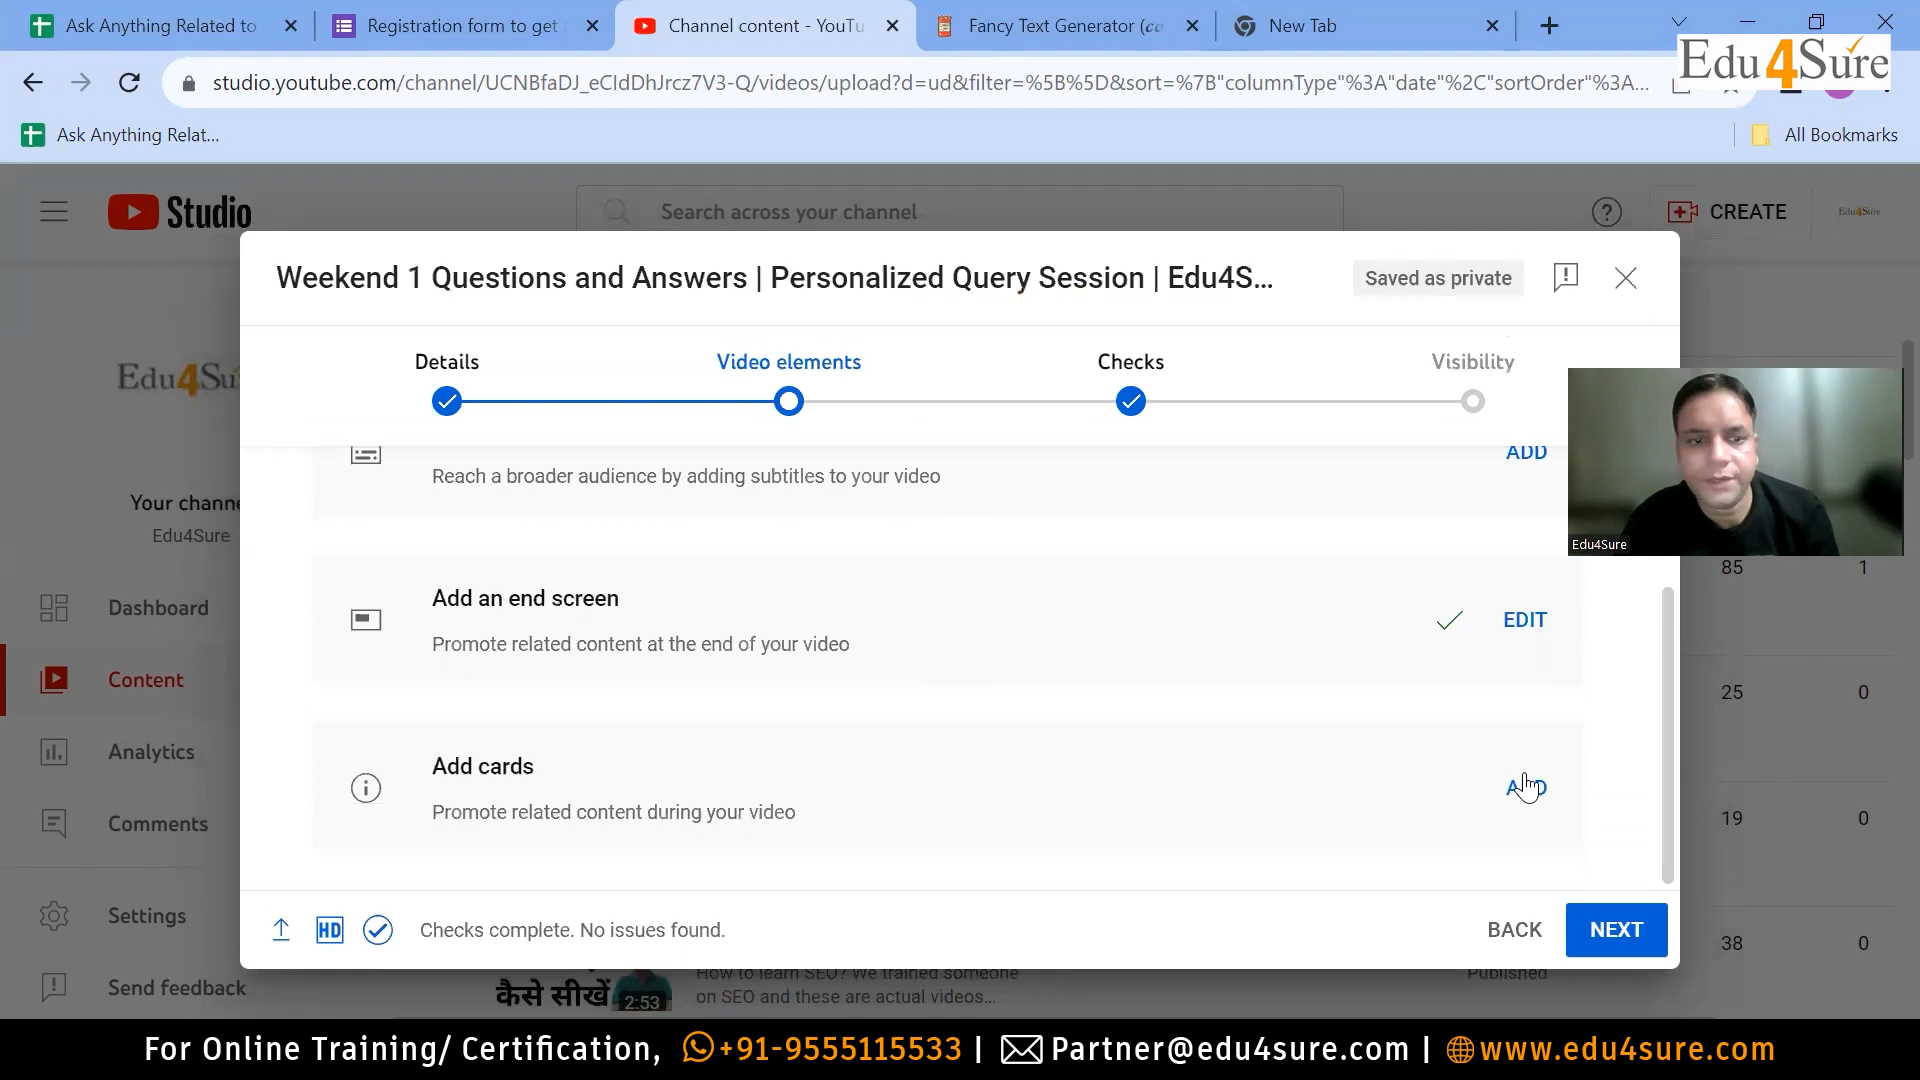 Ask Anything Related to
Registration form to get
Channel content - YouTu
Fancy Text Generator (𝒄𝒐
New Tab
Edu4Sure
studio.youtube.com/channel/UCNBfaDJ_eCIdDhJrcz7V3-Q/videos/upload?d=ud&filter=%5B%5D&sort=%7B"columnType"%3A"date"%2C"sortOrder"%3A...
Ask Anything Relat...
All Bookmarks
Studio
Search across your channel
CREATE
Edu4Sure
Weekend 1 Questions and Answers | Personalized Query Session | Edu4S...
Saved as private
Details
Video elements
Checks
Visibility
Edu4Su
Your channe
Edu4Sure
Dashboard
Content
Analytics
Comments
Settings
Send feedback
ADD
Reach a broader audience by adding subtitles to your video
Add an end screen
EDIT
Promote related content at the end of your video
Add cards
Promote related content during your video
Edu4Sure
85 1
25 0
19 0
38 0
HD
Checks complete. No issues found.
BACK
NEXT
कैसे सीखें
2:53
How to learn SEO? We trained someone
on SEO and these are actual videos...
Published
For Online Training/ Certification, +91-9555115533 | Partner@edu4sure.com | www.edu4sure.com